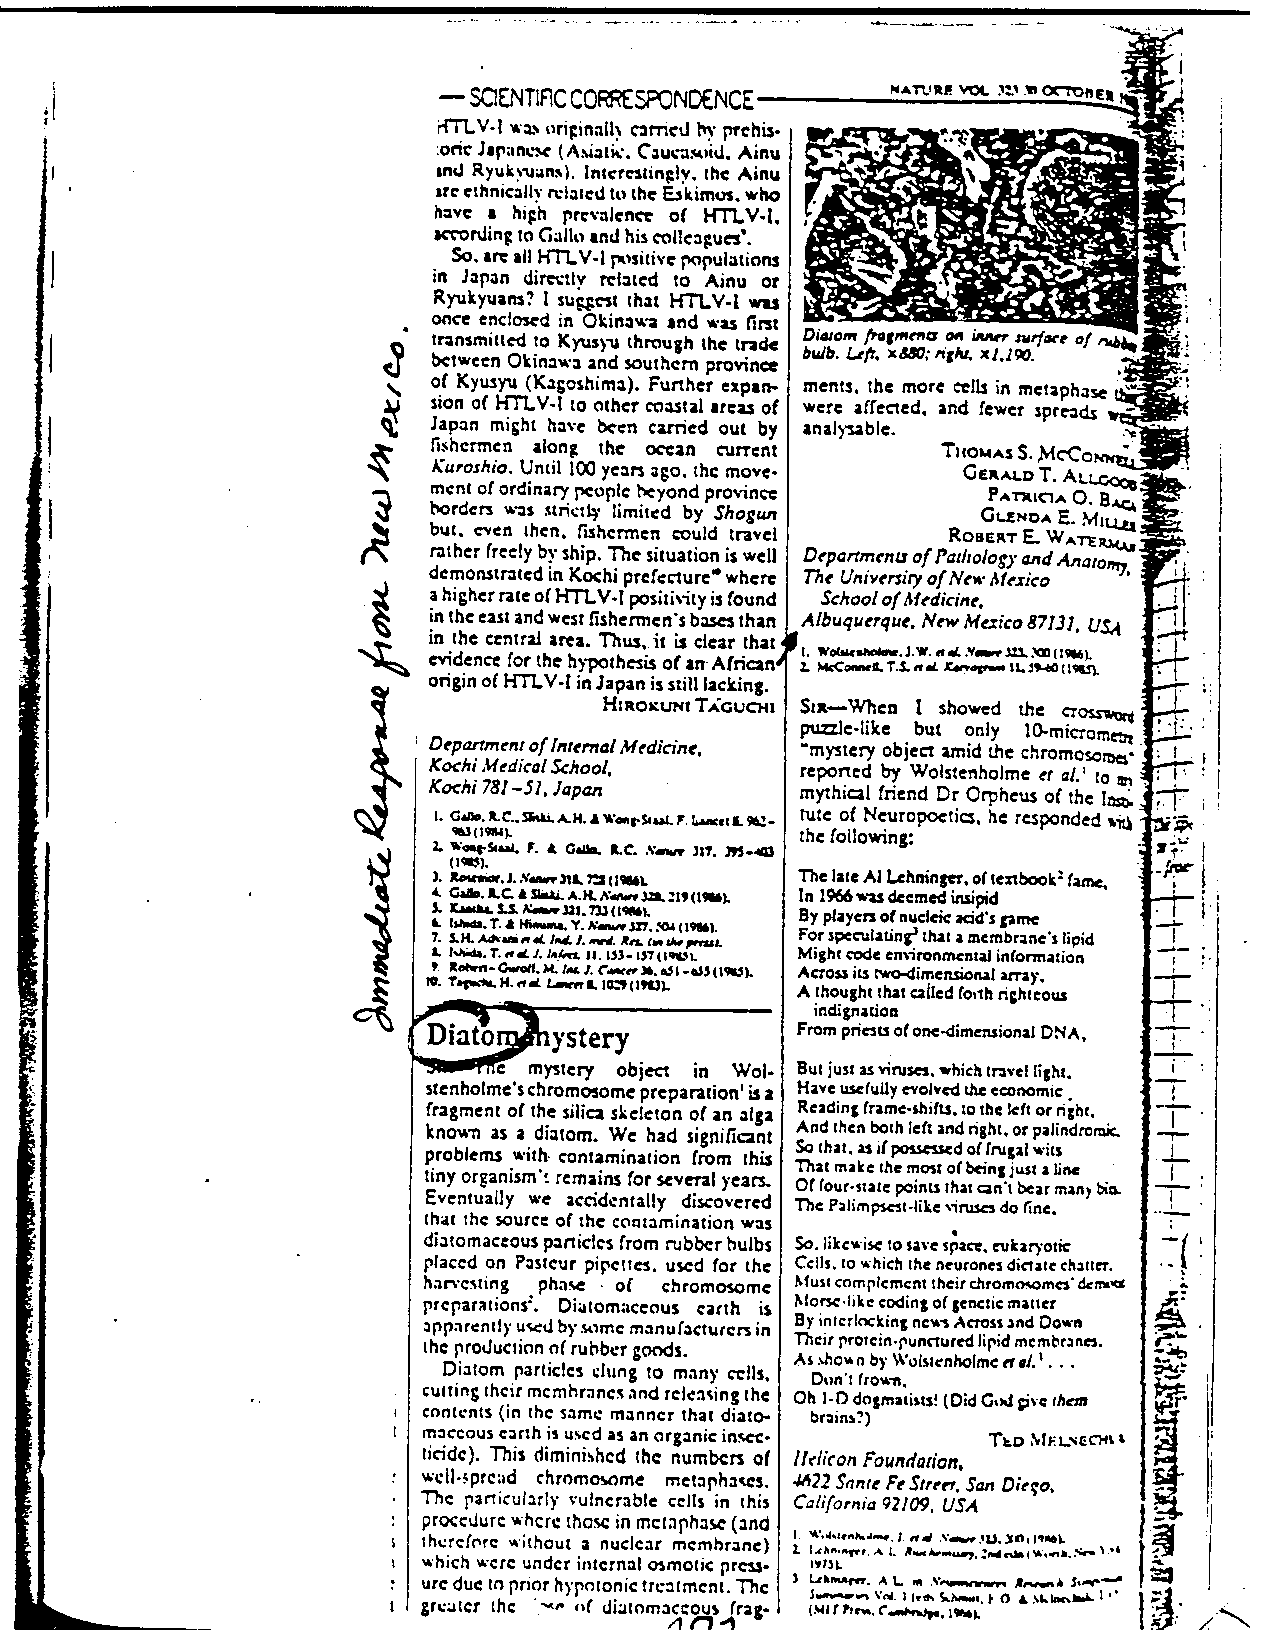 — SCIENTIFIC CORRESPONDENCE —
NATURE VOL. 323 30 OCTOBER
HTLV-I was originally carried by prehis-
toric Japanese (Asiatic, Caucasoid, Ainu
and Ryukyuans). Interestingly, the Ainu
are ethnically related to the Eskimos, who
have a high prevalence of HTLV-I,
according to Gallo and his colleagues.
So, are all HTLV-I positive populations
in Japan directly related to Ainu or
Ryukyuans? I suggest that HTLV-I was
once enclosed in Okinawa and was first
transmitted to Kyusyu through the trade
between Okinawa and southern province
of Kyusyu (Kagoshima). Further expan-
sion of HTLV-I to other coastal areas of
Japan might have been carried out by
fishermen along the ocean current
Kuroshio. Until 100 years ago, the move-
ment of ordinary people beyond province
borders was strictly limited by Shogun
but, even then, fishermen could travel
rather freely by ship. The situation is well
demonstrated in Kochi prefecture where
a higher rate of HTLV-I positivity is found
in the east and west fishermen's bases than
in the central area. Thus, it is clear that
evidence for the hypothesis of an African
origin of HTLV-I in Japan is still lacking.
HIROKUNI TAGUCHI
Department of Internal Medicine,
Kochi Medical School,
Kochi 781–51, Japan
1. Gallo, R.C., Sliski, A.H. & Wong-Staal, F. Lancet ii, 962–
963 (1984).
2. Wong-Staal, F. & Gallo, R.C. Nature 317, 395–403
(1985).
3. J. Nature 318, 728 (1986).
4. Gallo, R.C. & Sliski, A.H. Nature 320, 219 (1986).
5. S.S. Nature 321, 733 (1986).
6. Ishida, T. & Hinuma, Y. Nature 327, 504 (1986).
7. S.H. Advani et al. Ind. J. med. Res. (in the press).
8. Ishida, T. et al. J. Infect. 11, 153–157 (1985).
9. Robert-Guroff, M. Int. J. Cancer 36, 651–655 (1985).
10. Taguchi, H. et al. Lancet ii, 1029 (1983).
Immediate Response from New Mexico.
Diatom mystery
SIR—The mystery object in Wol-
stenholme's chromosome preparation¹ is a
fragment of the silica skeleton of an alga
known as a diatom. We had significant
problems with contamination from this
tiny organism's remains for several years.
Eventually we accidentally discovered
that the source of the contamination was
diatomaceous particles from rubber bulbs
placed on Pasteur pipettes, used for the
harvesting phase of chromosome
preparations². Diatomaceous earth is
apparently used by some manufacturers in
the production of rubber goods.
Diatom particles clung to many cells,
cutting their membranes and releasing the
contents (in the same manner that diato-
maceous earth is used as an organic insec-
ticide). This diminished the numbers of
well-spread chromosome metaphases.
The particularly vulnerable cells in this
procedure where those in metaphase (and
therefore without a nuclear membrane)
which were under internal osmotic press-
ure due to prior hypotonic treatment. The
greater the of diatomaceous frag-
Diatom fragments on inner surface of rubber
bulb. Left, ×880; right, ×1,190.
ments, the more cells in metaphase
were affected, and fewer spreads were
analysable.
THOMAS S. MCCONNELL
GERALD T. ALLGOOD
PATRICIA O.
GLENDA E. MILLER
ROBERT E. WATERMAN
Departments of Pathology and Anatomy,
The University of New Mexico
School of Medicine,
Albuquerque, New Mexico 87131, USA
1. Wolstenholme, J.W. et al. Nature 323, 300 (1986).
2. McConnell, T.S. et al. Karyogram 11, 59–60 (1985).
SIR—When I showed the crossword
puzzle-like but only 10-micrometre
"mystery object amid the chromosomes"
reported by Wolstenholme et al.¹ to my
mythical friend Dr Orpheus of the Insti-
tute of Neuropoetics, he responded with
the following:
The late Al Lehninger, of textbook² fame,
In 1966 was deemed insipid
By players of nucleic acid's game
For speculating³ that a membrane's lipid
Might code environmental information
Across its two-dimensional array,
A thought that called forth righteous
indignation
From priests of one-dimensional DNA,
But just as viruses, which travel light,
Have usefully evolved the economic
Reading frame-shifts, to the left or right,
And then both left and right, or palindromic.
So that, as if possessed of frugal wits
That make the most of being just a line
Of four-state points that can't bear many bits.
The Palimpsest-like viruses do fine,
So, likewise to save space, eukaryotic
Cells, to which the neurones dictate chatter,
Must complement their chromosomes' demotic
Morse-like coding of genetic matter
By interlocking news Across and Down
Their protein-punctured lipid membranes,
As shown by Wolstenholme et al.¹ . . .
Don't frown,
Oh 1-D dogmatists! (Did God give them
brains?)
TED MELNECHUK
Helicon Foundation,
4622 Sante Fe Street, San Diego,
California 92109, USA
1. Wolstenholme, J. et al. Nature 323, 300 (1986).
2. Lehninger, A.L. Biochemistry, 2nd edn (Worth, New York
1975).
3. Lehninger, A.L. in Neurosciences Research Symposium
Summaries Vol. 1 (eds Schmitt, F.O. &
(MIT Press, Cambridge, 1966).